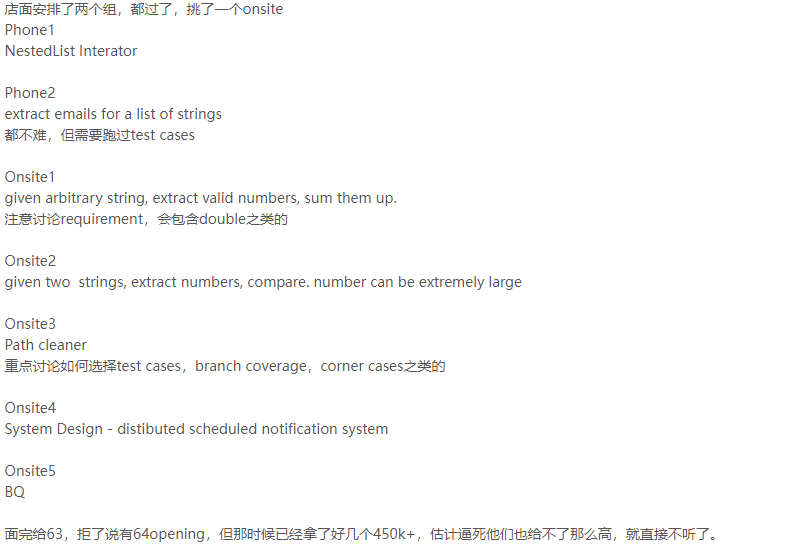 店面安排了两个组，都过了，挑了一个onsite
Phone1
NestedList Interator
Phone2
extract emails for a list of strings
都不难，但需要跑过test cases
Onsite1
given arbitrary string, extract valid numbers, sum them up.
注意讨论requirement，会包含double之类的
Onsite2
given two  strings, extract numbers, compare. number can be extremely large
Onsite3
Path cleaner
重点讨论如何选择test cases，branch coverage，corner cases之类的
Onsite4
System Design - distibuted scheduled notification system
Onsite5
BQ
面完给63，拒了说有64opening，但那时候已经拿了好几个450k+，估计逼死他们也给不了那么高，就直接不听了。